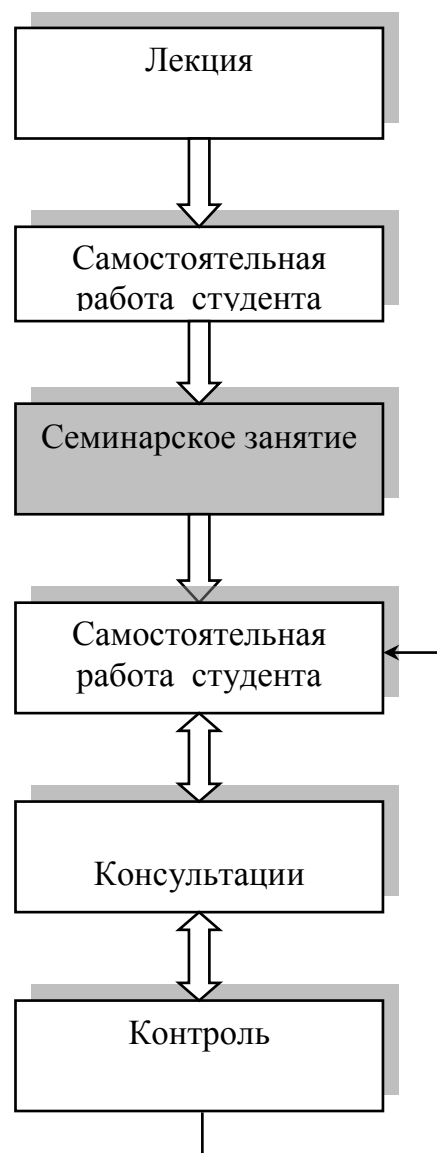 Лекция
Самостоятельная
работа студента
Семинарское занятие
Самостоятельная
работа студента
Консультации
Контроль